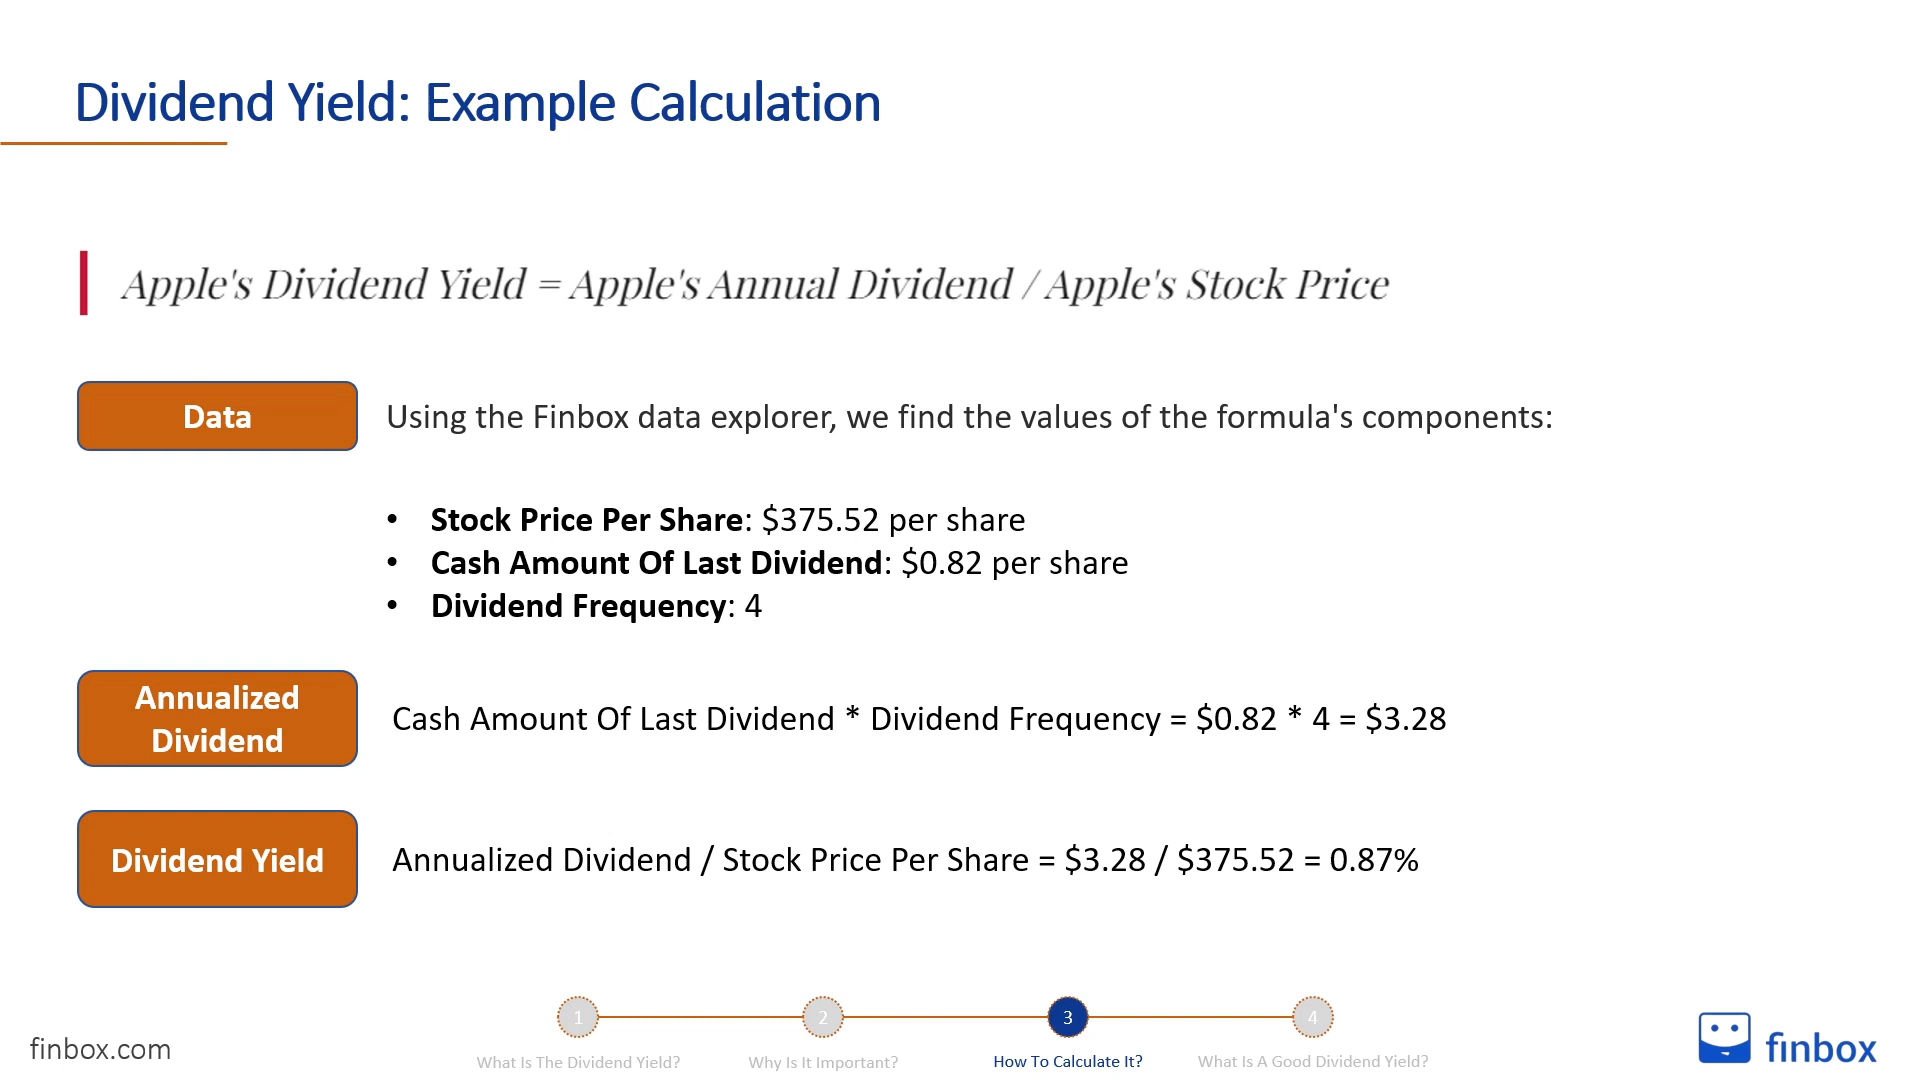 Dividend Yield: Example Calculation
Apple's Dividend Yield = Apple's Annual Dividend / Apple's Stock Price
Data
Using the Finbox data explorer, we find the values of the formula's components:
• Stock Price Per Share: $375.52 per share
• Cash Amount Of Last Dividend: $0.82 per share
• Dividend Frequency: 4
Annualized
Dividend
Cash Amount Of Last Dividend * Dividend Frequency = $0.82 * 4 = $3.28
Dividend Yield
Annualized Dividend / Stock Price Per Share = $3.28 / $375.52 = 0.87%
1
2
3
4
What Is The Dividend Yield?
Why Is It Important?
How To Calculate It?
What Is A Good Dividend Yield?
finbox.com
finbox